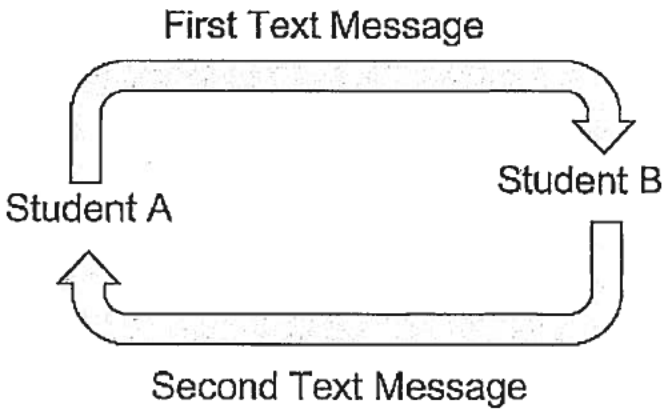 First Text Message
Student B
Student A
Second Text Message